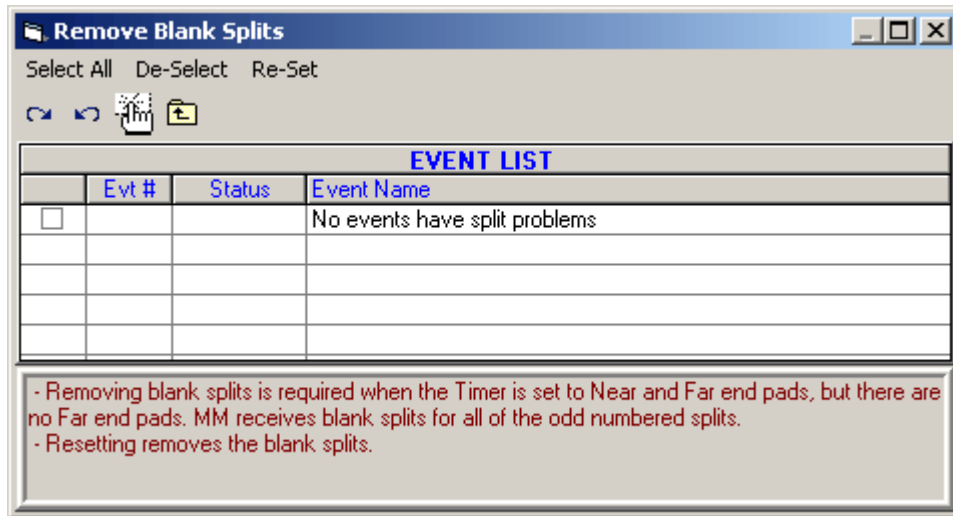 Remove Blank Splits
Select All De-Select Re-Set
EVENT LIST
Evt # Status Event Name
No events have split problems
- Removing blank splits is required when the Timer is set to Near and Far end pads, but there are
no Far end pads. MM receives blank splits for all of the odd numbered splits.
- Resetting removes the blank splits.